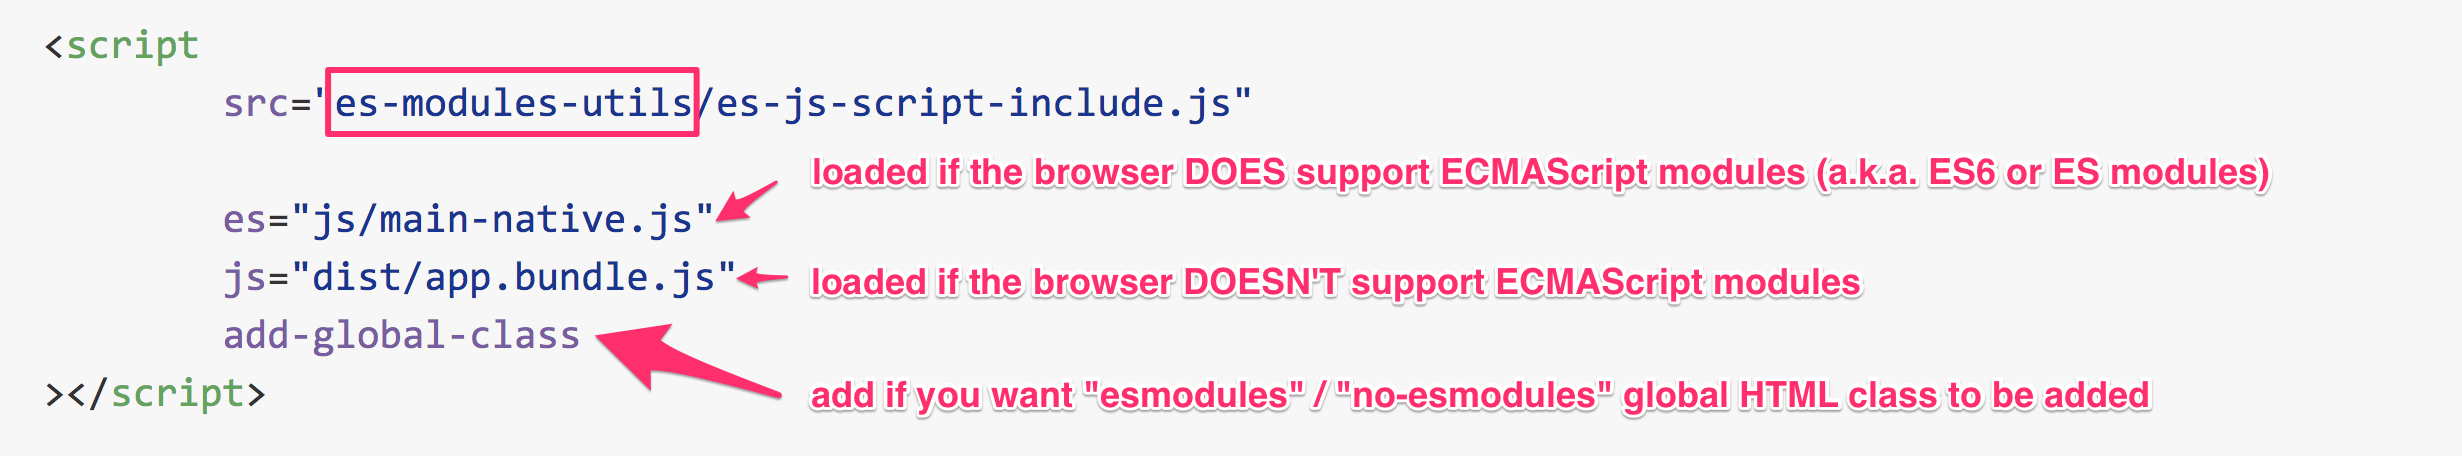 <script
src="es-modules-utils/es-js-script-include.js"
loaded if the browser DOES support ECMAScript modules (a.k.a. ES6 or ES modules)
es="js/main-native.js"
js="dist/app.bundle.js"
loaded if the browser DOESN'T support ECMAScript modules
add-global-class
></script>
add if you want "esmodules" / "no-esmodules" global HTML class to be added